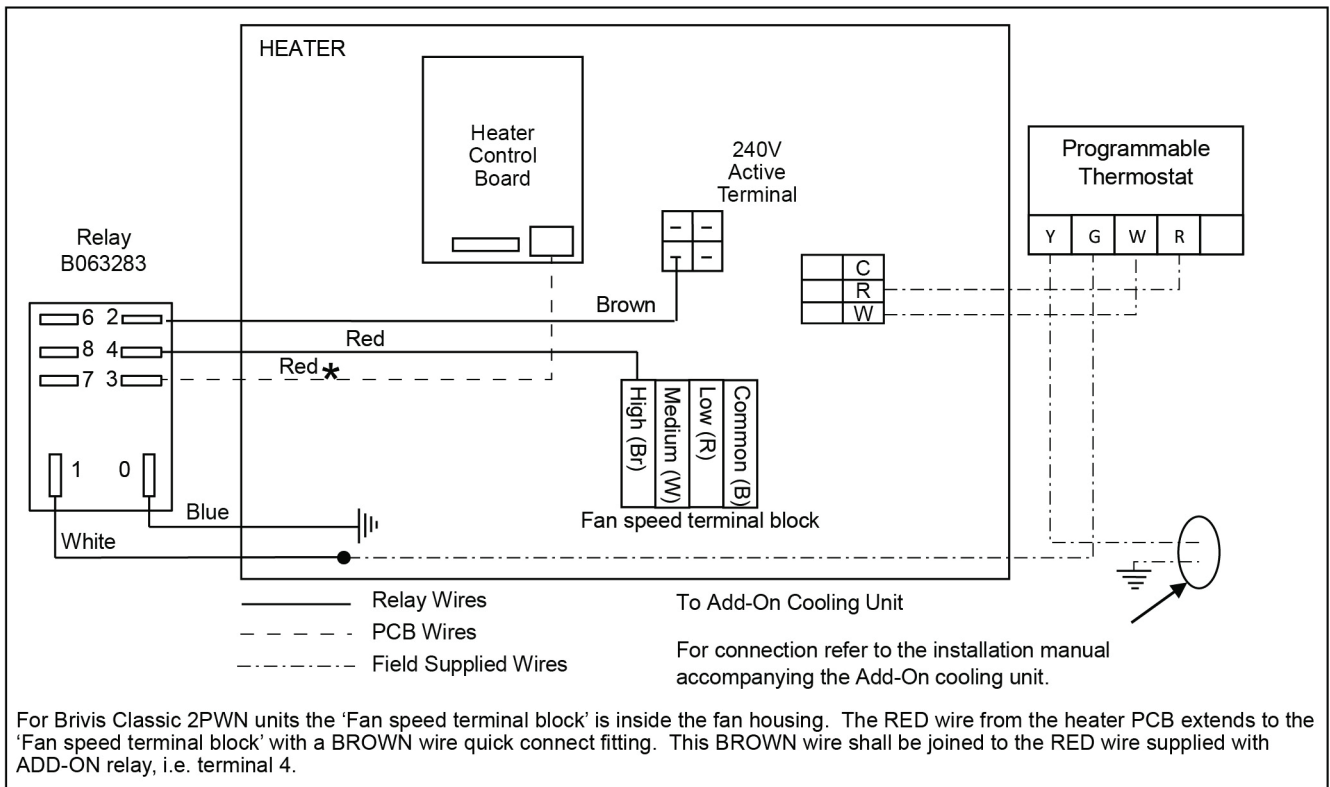 HEATER
Heater
Control
Board
240V
Active
Terminal
Programmable
Thermostat
Y G W R
Relay
B063283
C
R
W
6 2
8 4
7 3
1 0
Brown
Red
Red *
Blue
White
High (Br)
Medium (W)
Low (R)
Common (B)
Fan speed terminal block
Relay Wires
PCB Wires
Field Supplied Wires
To Add-On Cooling Unit
For connection refer to the installation manual
accompanying the Add-On cooling unit.
For Brivis Classic 2PWN units the ‘Fan speed terminal block’ is inside the fan housing.  The RED wire from the heater PCB extends to the
‘Fan speed terminal block’ with a BROWN wire quick connect fitting.  This BROWN wire shall be joined to the RED wire supplied with
ADD-ON relay, i.e. terminal 4.